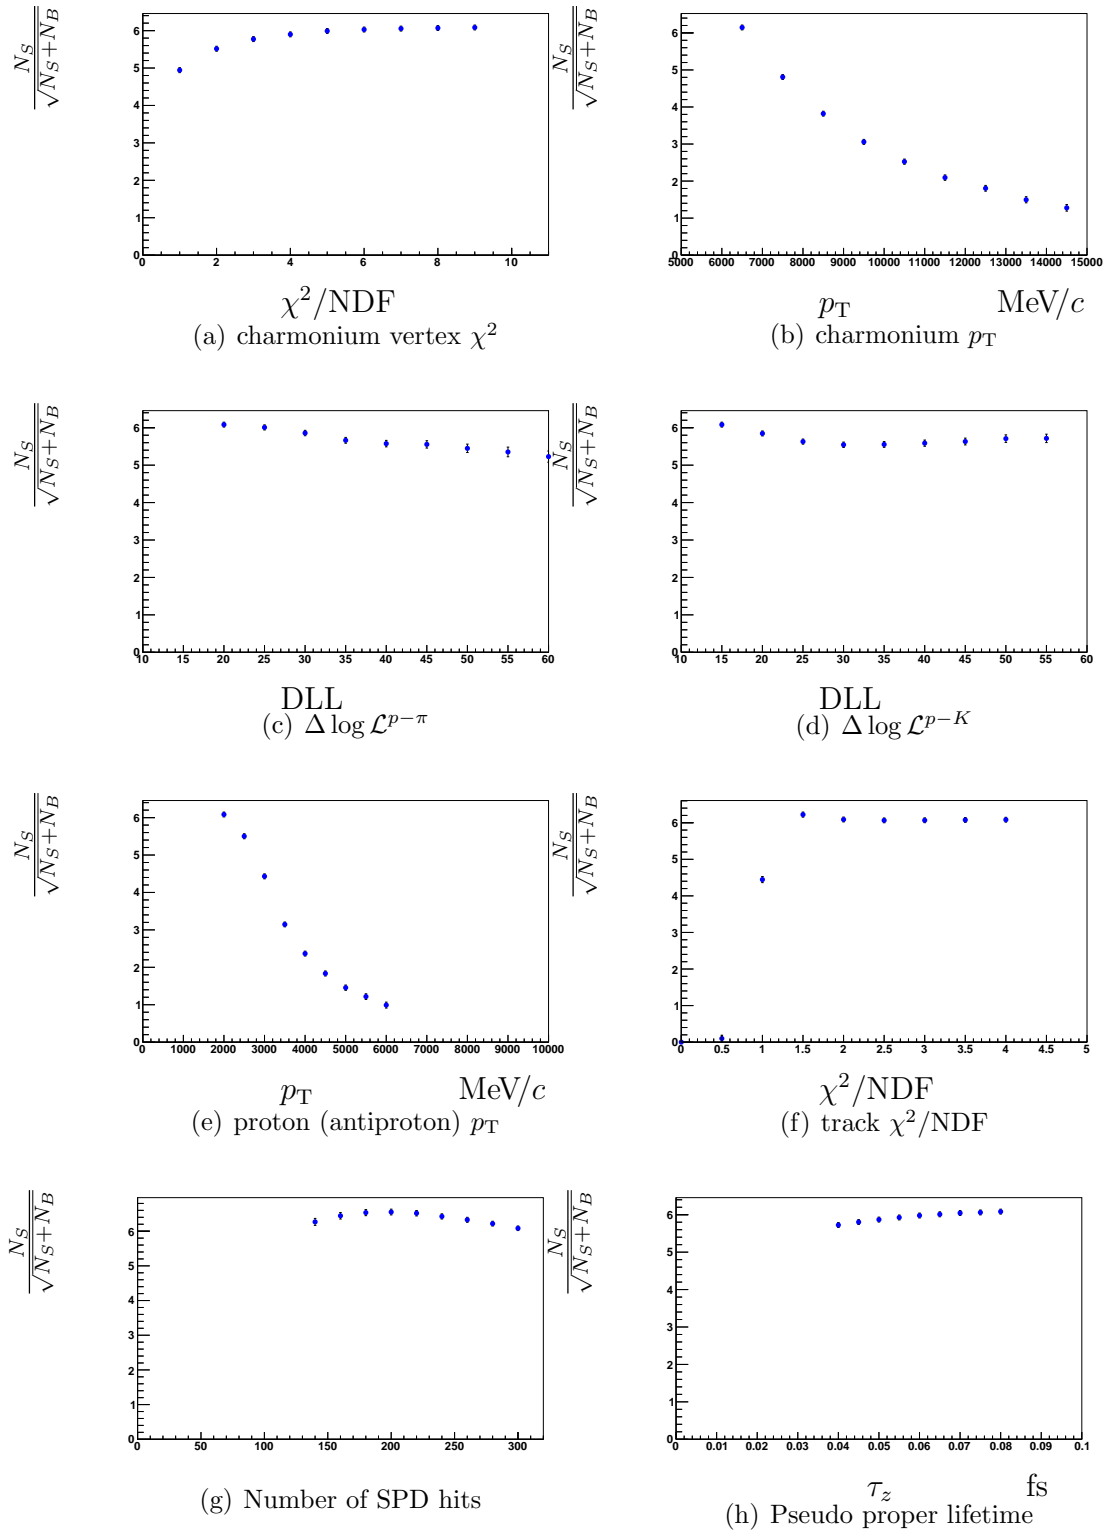 N_S / √N_S+N_B
6
5
4
3
2
1
0
0 2 4 6 8 10
χ²/NDF
(a) charmonium vertex χ²
N_S / √N_S+N_B
6
5
4
3
2
1
0
5000 6000 7000 8000 9000 10000 11000 12000 13000 14000 15000
p_T MeV/c
(b) charmonium p_T
N_S / √N_S+N_B
6
5
4
3
2
1
0
10 15 20 25 30 35 40 45 50 55 60
DLL
(c) Δ log ℒ^{p−π}
N_S / √N_S+N_B
6
5
4
3
2
1
0
10 15 20 25 30 35 40 45 50 55 60
DLL
(d) Δ log ℒ^{p−K}
N_S / √N_S+N_B
6
5
4
3
2
1
0
0 1000 2000 3000 4000 5000 6000 7000 8000 9000 10000
p_T MeV/c
(e) proton (antiproton) p_T
N_S / √N_S+N_B
6
5
4
3
2
1
0
0 0.5 1 1.5 2 2.5 3 3.5 4 4.5 5
χ²/NDF
(f) track χ²/NDF
N_S / √N_S+N_B
6
5
4
3
2
1
0
0 50 100 150 200 250 300
(g) Number of SPD hits
N_S / √N_S+N_B
6
5
4
3
2
1
0
0 0.01 0.02 0.03 0.04 0.05 0.06 0.07 0.08 0.09 0.1
τ_z fs
(h) Pseudo proper lifetime